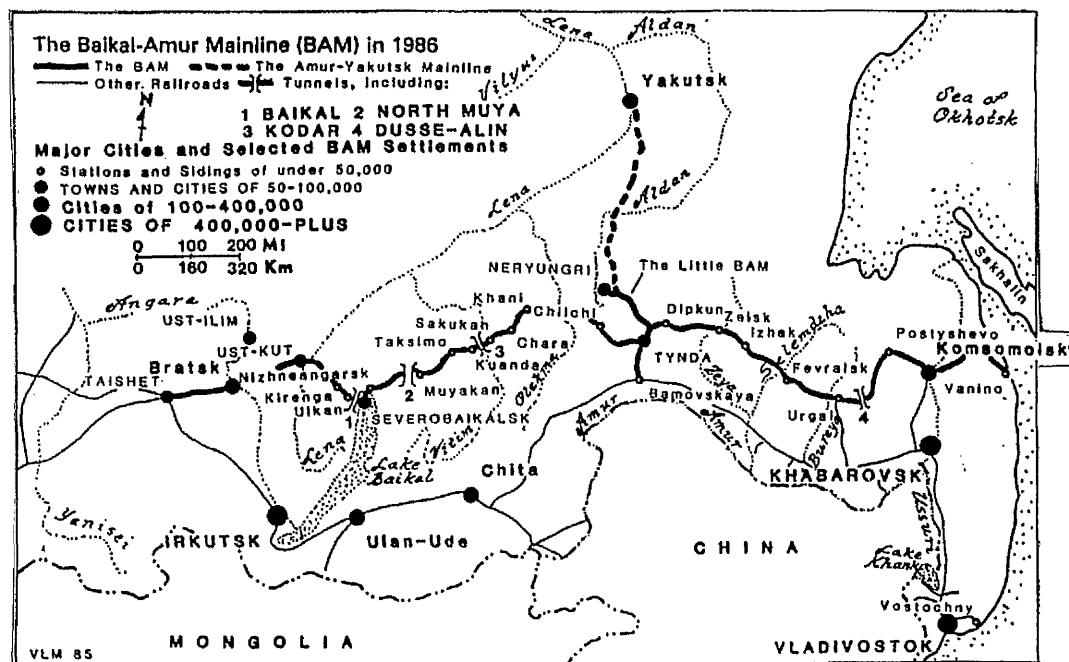 The Baikal-Amur Mainline (BAM) in 1986
The BAM The Amur-Yakutsk Mainline
Other Railroads Tunnels, including:
N
1 BAIKAL 2 NORTH MUYA
3 KODAR 4 DUSSE-ALIN
Major Cities and Selected BAM Settlements
Stations and Sidings of under 50,000
TOWNS AND CITIES OF 50-100,000
Cities of 100-400,000
CITIES OF 400,000-PLUS
0 100 200 MI
0 160 320 Km
Lena
Aldan
Vilyui
Yakutsk
Sea of
Okhotsk
Lena
Aldan
Sakhalin
NERYUNGRI
The Little BAM
Angara
UST-ILIM
Khani
Chilchi
Dipkun
Zeisk
Izhak
Selemdzha
Postyshevo
Komsomolsk
Sakukan
Taksimo
3
Chara
Kuanda
TYNDA
Fevralsk
Vanino
Bratsk
UST-KUT
TAISHET
Nizhneangarsk
Kirenga
Ulkan
1
2
Muyakan
Olekma
Bamovskaya
Zeya
Urgal
4
SEVEROBAIKALSK
Lena
Lake
Baikal
Vitim
Amur
Amur
Bureya
Chita
KHABAROVSK
Yenisei
IRKUTSK
Ulan-Ude
CHINA
Ussuri
Lake
Khanka
Vostochny
MONGOLIA
VLADIVOSTOK
VLM 85